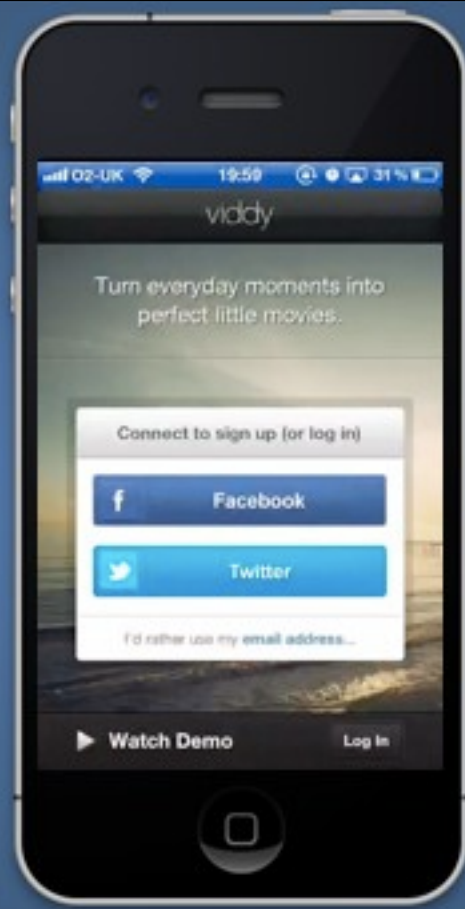 O2-UK 19:59 31%
viddy
Turn everyday moments into
perfect little movies.
Connect to sign up (or log in)
f Facebook
Twitter
I'd rather use my email address...
Watch Demo Log In